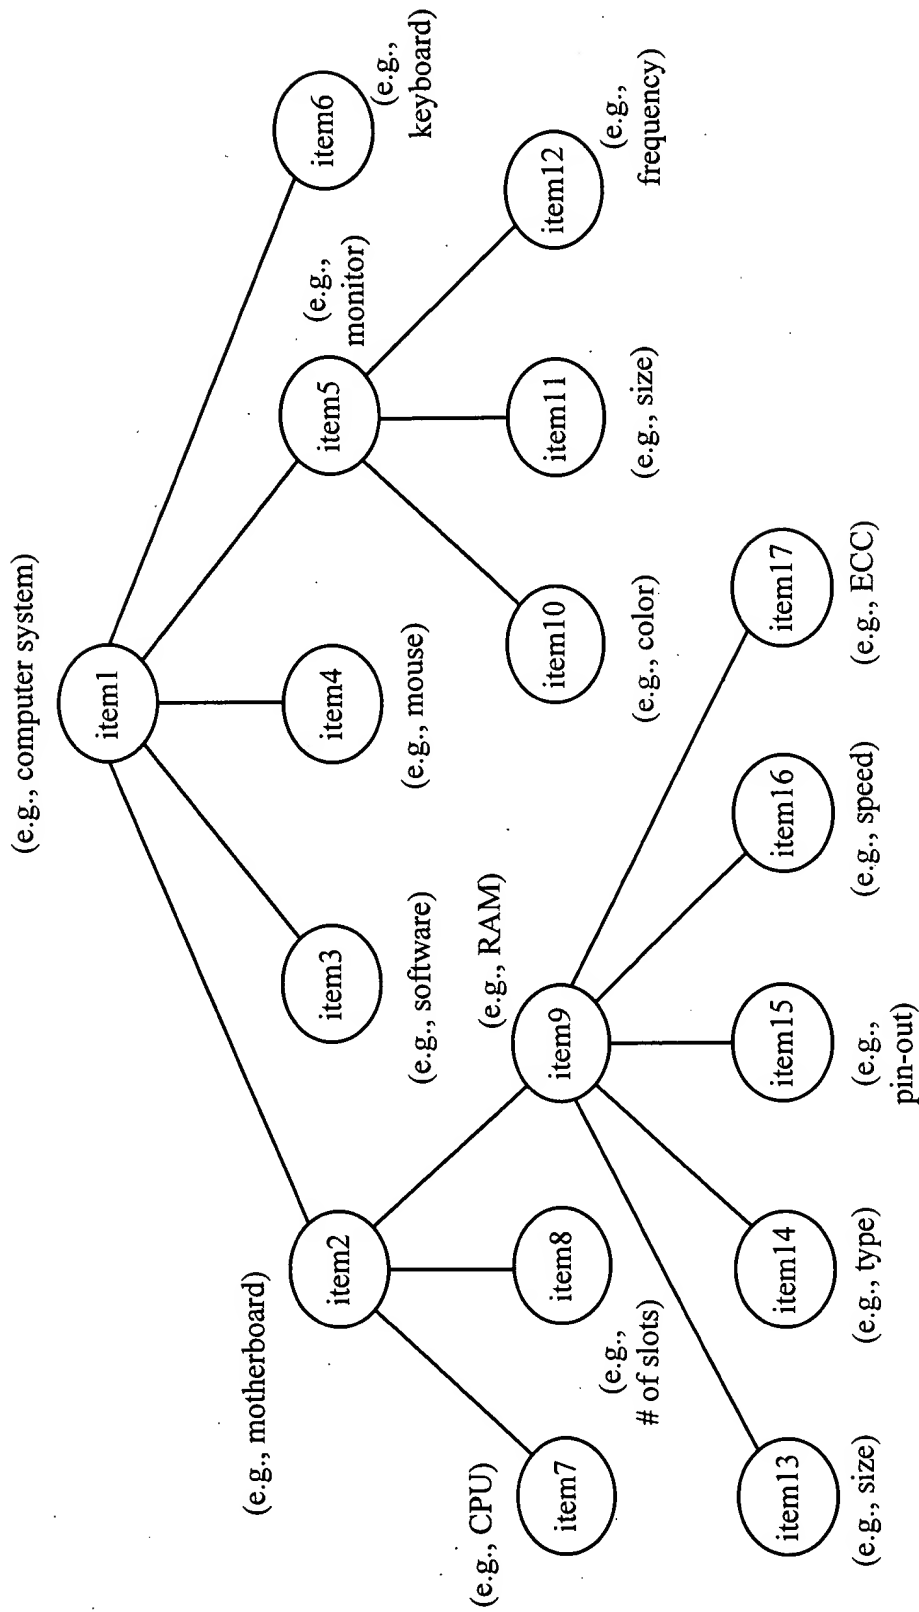 (e.g., computer system)
item1
(e.g., motherboard)
item2
item3
(e.g., software)
item4
(e.g., mouse)
(e.g.,
monitor)
item5
item6
(e.g.,
keyboard)
(e.g., CPU)
item7
item8
(e.g.,
# of slots)
(e.g., RAM)
item9
item10
(e.g., color)
item11
(e.g., size)
item12
(e.g.,
frequency)
item13
(e.g., size)
item14
(e.g., type)
item15
(e.g.,
pin-out)
item16
(e.g., speed)
item17
(e.g., ECC)